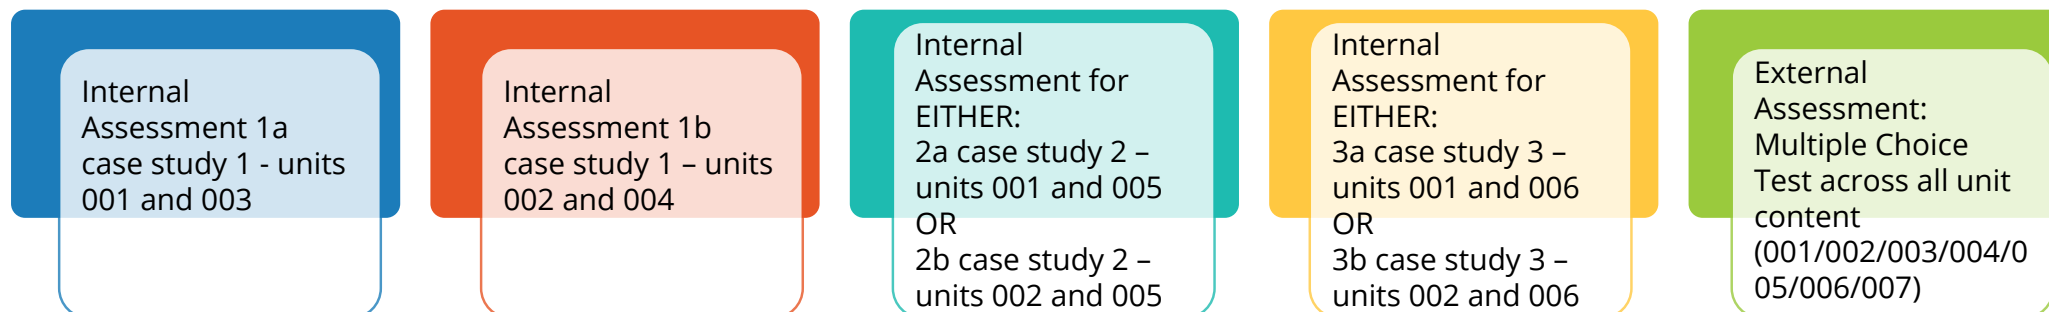 Internal
Assessment 1a
case study 1 - units
001 and 003
Internal
Assessment 1b
case study 1 – units
002 and 004
Internal
Assessment for
EITHER:
2a case study 2 –
units 001 and 005
OR
2b case study 2 –
units 002 and 005
Internal
Assessment for
EITHER:
3a case study 3 –
units 001 and 006
OR
3b case study 3 –
units 002 and 006
External
Assessment:
Multiple Choice
Test across all unit
content
(001/002/003/004/0
05/006/007)